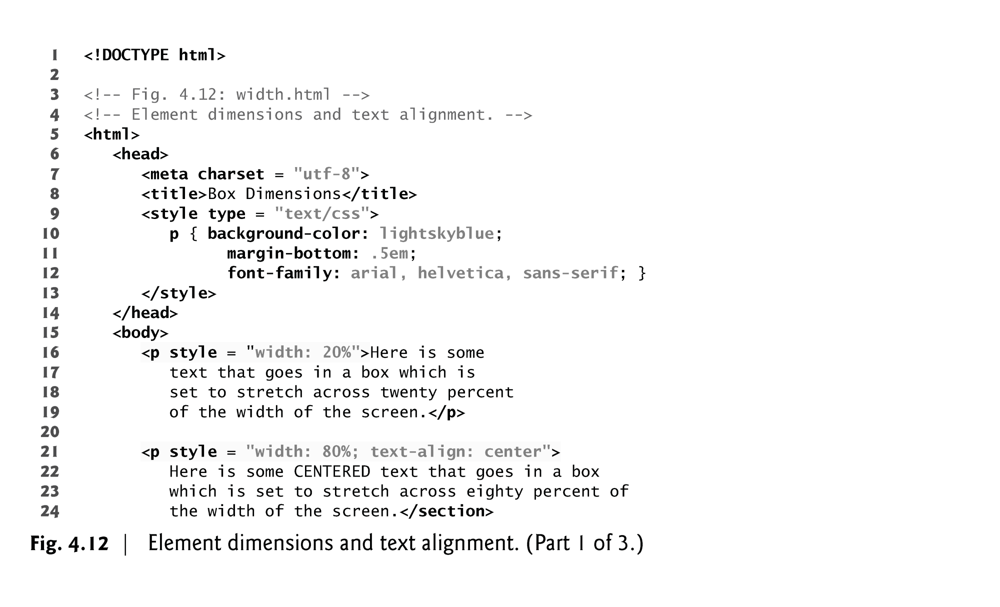 1 <!DOCTYPE html>
2
3 <!-- Fig. 4.12: width.html -->
4 <!-- Element dimensions and text alignment. -->
5 <html>
6 <head>
7 <meta charset = "utf-8">
8 <title>Box Dimensions</title>
9 <style type = "text/css">
10 p { background-color: lightskyblue;
11 margin-bottom: .5em;
12 font-family: arial, helvetica, sans-serif; }
13 </style>
14 </head>
15 <body>
16 <p style = "width: 20%">Here is some
17 text that goes in a box which is
18 set to stretch across twenty percent
19 of the width of the screen.</p>
20
21 <p style = "width: 80%; text-align: center">
22 Here is some CENTERED text that goes in a box
23 which is set to stretch across eighty percent of
24 the width of the screen.</section>
Fig. 4.12 | Element dimensions and text alignment. (Part 1 of 3.)